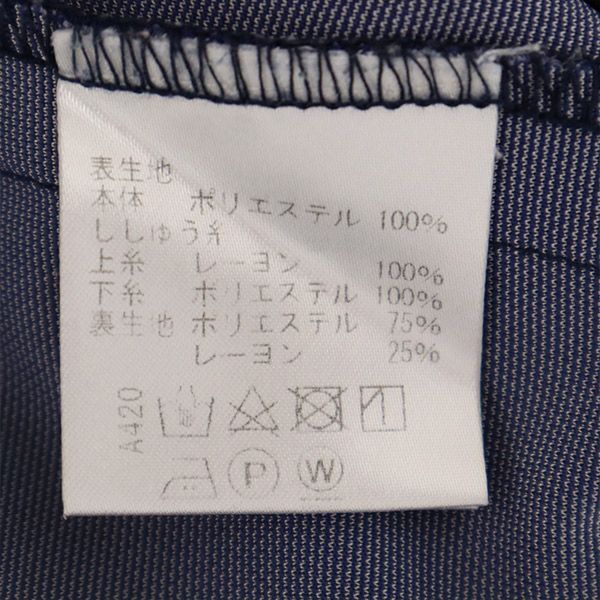 表生地
本体 ポリエステル 100%
ししゅう糸
上糸 レーヨン 100%
下糸 ポリエステル 100%
裏生地 ポリエステル 75%
レーヨン 25%
A420
P
W